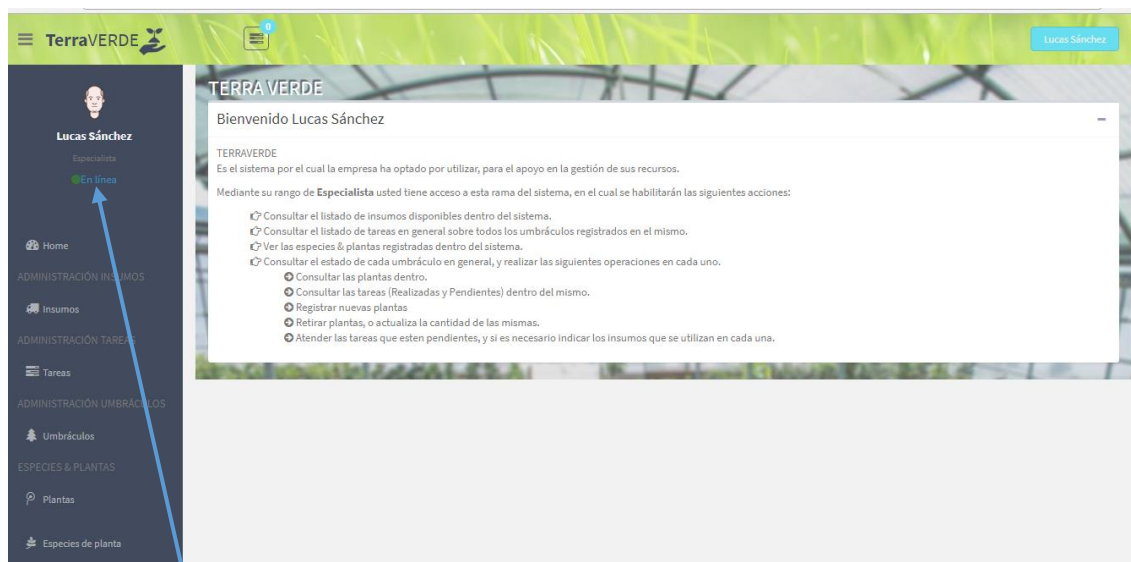 TerraVERDE
0
Lucas Sánchez
Lucas Sánchez
Especialista
En línea
Home
ADMINISTRACIÓN INSUMOS
Insumos
ADMINISTRACIÓN TAREAS
Tareas
ADMINISTRACIÓN UMBRÁCULOS
Umbráculos
ESPECIES & PLANTAS
Plantas
Especies de planta
TERRA VERDE
Bienvenido Lucas Sánchez
TERRAVERDE
Es el sistema por el cual la empresa ha optado por utilizar, para el apoyo en la gestión de sus recursos.
Mediante su rango de Especialista usted tiene acceso a esta rama del sistema, en el cual se habilitarán las siguientes acciones:
Consultar el listado de insumos disponibles dentro del sistema.
Consultar el listado de tareas en general sobre todos los umbráculos registrados en el mismo.
Ver las especies & plantas registradas dentro del sistema.
Consultar el estado de cada umbráculo en general, y realizar las siguientes operaciones en cada uno.
Consultar las plantas dentro.
Consultar las tareas (Realizadas y Pendientes) dentro del mismo.
Registrar nuevas plantas
Retirar plantas, o actualiza la cantidad de las mismas.
Atender las tareas que esten pendientes, y si es necesario indicar los insumos que se utilizan en cada una.